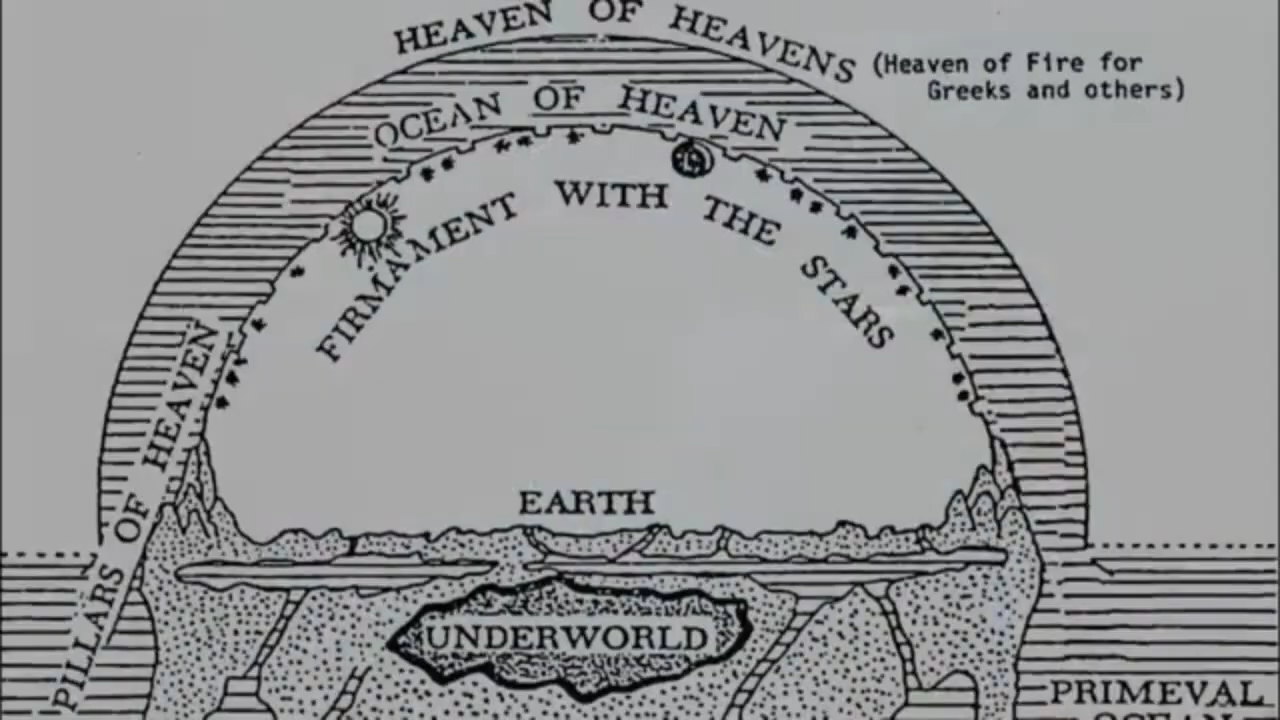 HEAVEN OF HEAVENS
(Heaven of Fire for
Greeks and others)
OCEAN OF HEAVEN
FIRMAMENT WITH THE STARS
PILLARS OF HEAVEN
EARTH
UNDERWORLD
PRIMEVAL